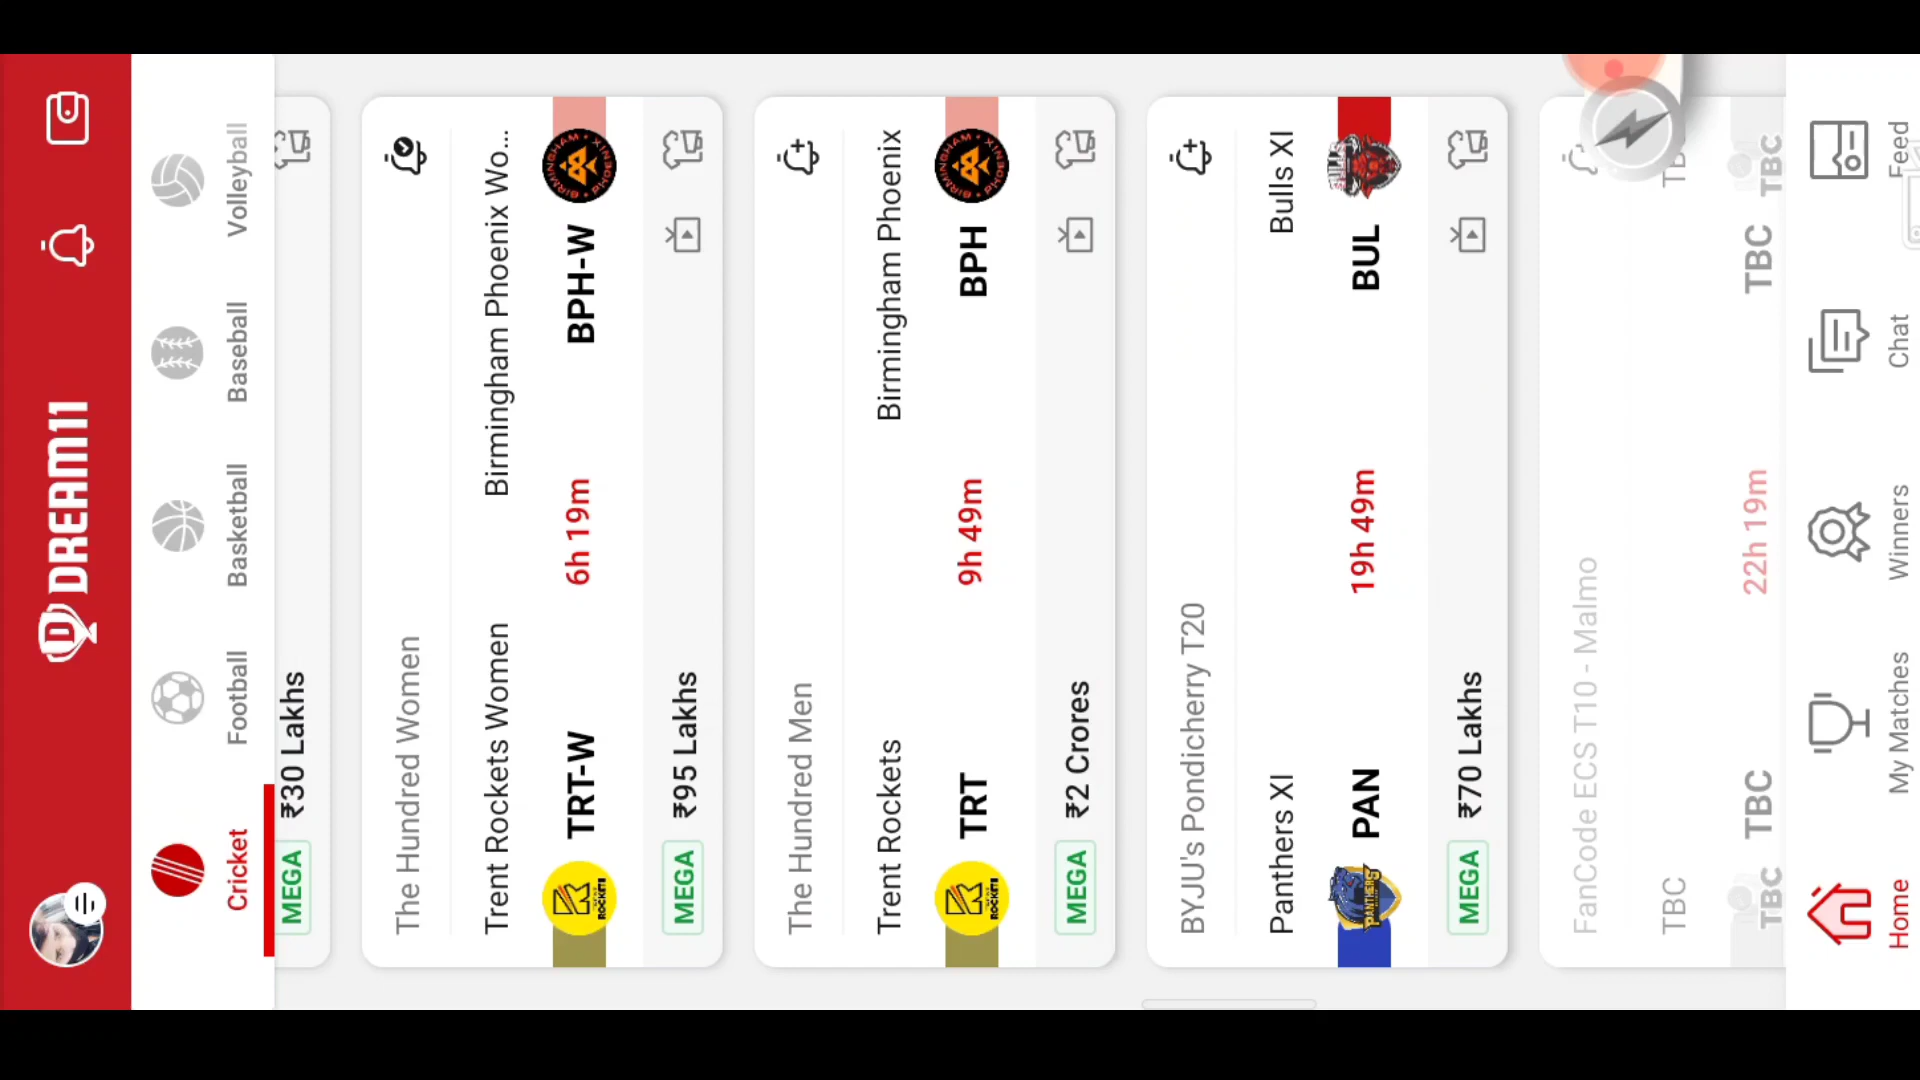 DREAM11
Cricket
Football
Basketball
Baseball
Volleyball
MEGA ₹30 Lakhs
The Hundred Women
Trent Rockets Women Birmingham Phoenix Wo...
TRT-W 6h 19m BPH-W
MEGA ₹95 Lakhs
The Hundred Men
Trent Rockets Birmingham Phoenix
TRT 9h 49m BPH
MEGA ₹2 Crores
BYJU's Pondicherry T20
Panthers XI Bulls XI
PAN 19h 49m BUL
MEGA ₹70 Lakhs
FanCode ECS T10 - Malmo
TBC
TBC TBC 22h 19m TBC TBC
Home
My Matches
Winners
Chat
Feed